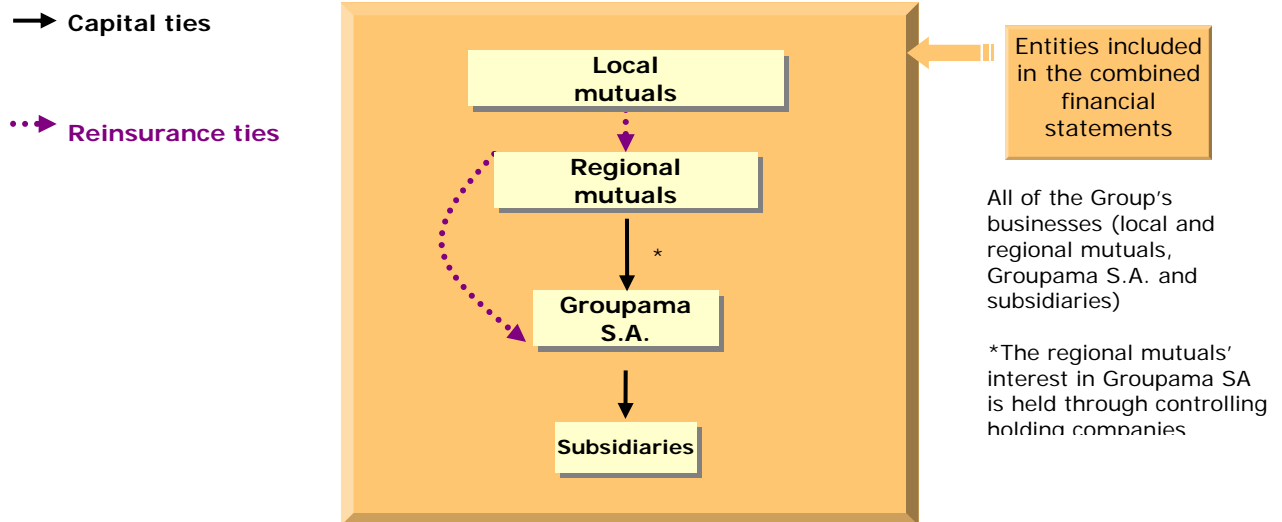 Capital ties
Reinsurance ties
Local
mutuals
Regional
mutuals
*
Groupama
S.A.
Subsidiaries
Entities included
in the combined
financial
statements
All of the Group’s
businesses (local and
regional mutuals,
Groupama S.A. and
subsidiaries)
*The regional mutuals’
interest in Groupama SA
is held through controlling
holding companies